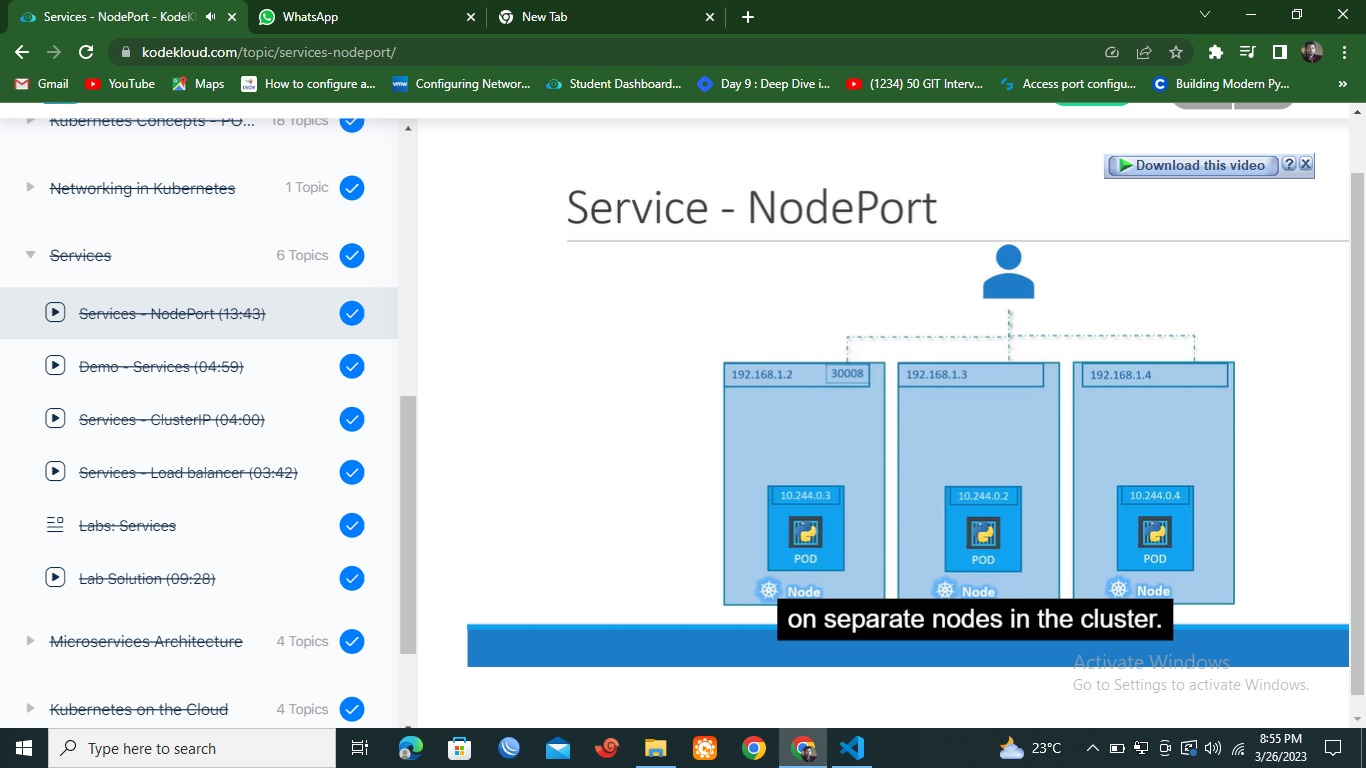 Services - NodePort - KodeKl
WhatsApp
New Tab
kodekloud.com/topic/services-nodeport/
Gmail
YouTube
Maps
How to configure a...
Configuring Networ...
Student Dashboard...
Day 9 : Deep Dive i...
(1234) 50 GIT Interv...
Access port configu...
Building Modern Py...
»
Kubernetes Concepts - PO... 18 Topics
Networking in Kubernetes 1 Topic
Services 6 Topics
Services - NodePort (13:43)
Demo - Services (04:59)
Services - ClusterIP (04:00)
Services - Load balancer (03:42)
Labs: Services
Lab Solution (09:28)
Microservices Architecture 4 Topics
Kubernetes on the Cloud 4 Topics
Download this video ? X
Service - NodePort
192.168.1.2 30008 192.168.1.3 192.168.1.4
10.244.0.3 10.244.0.2 10.244.0.4
POD POD POD
Node Node Node
on separate nodes in the cluster.
Activate Windows
Go to Settings to activate Windows.
Type here to search
23°C
8:55 PM
3/26/2023